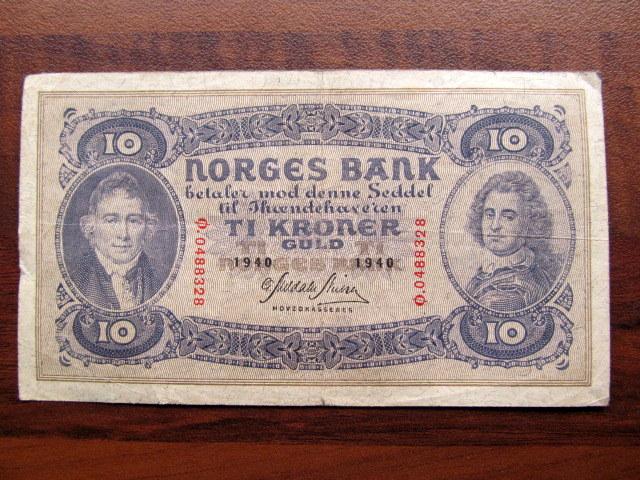 10 10
NORGES BANK
betaler mod denne Seddel
til Ihændehaveren
TI KRONER
GULD
1940 1940
HOVEDKASSERER
Ø.0488328 Ø.0488328
10 10